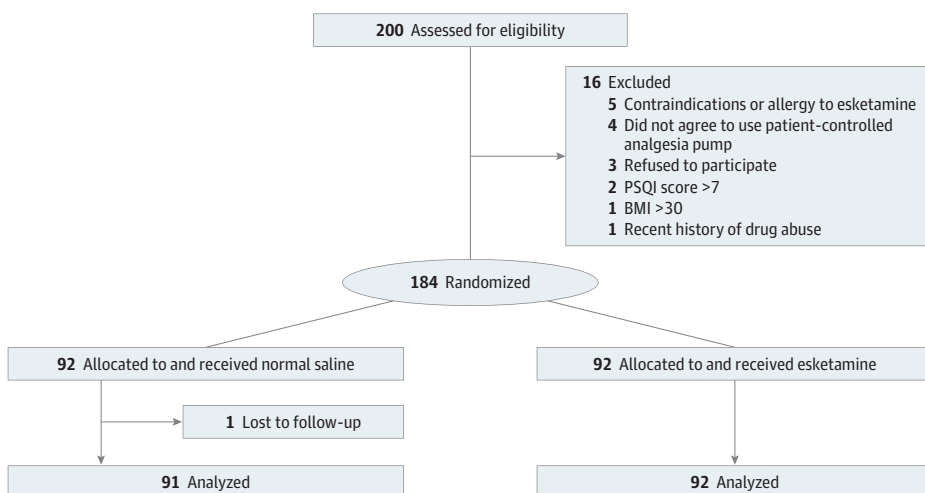 200 Assessed for eligibility
16 Excluded
5 Contraindications or allergy to esketamine
4 Did not agree to use patient-controlled
analgesia pump
3 Refused to participate
2 PSQI score >7
1 BMI >30
1 Recent history of drug abuse
184 Randomized
92 Allocated to and received normal saline
92 Allocated to and received esketamine
1 Lost to follow-up
91 Analyzed
92 Analyzed